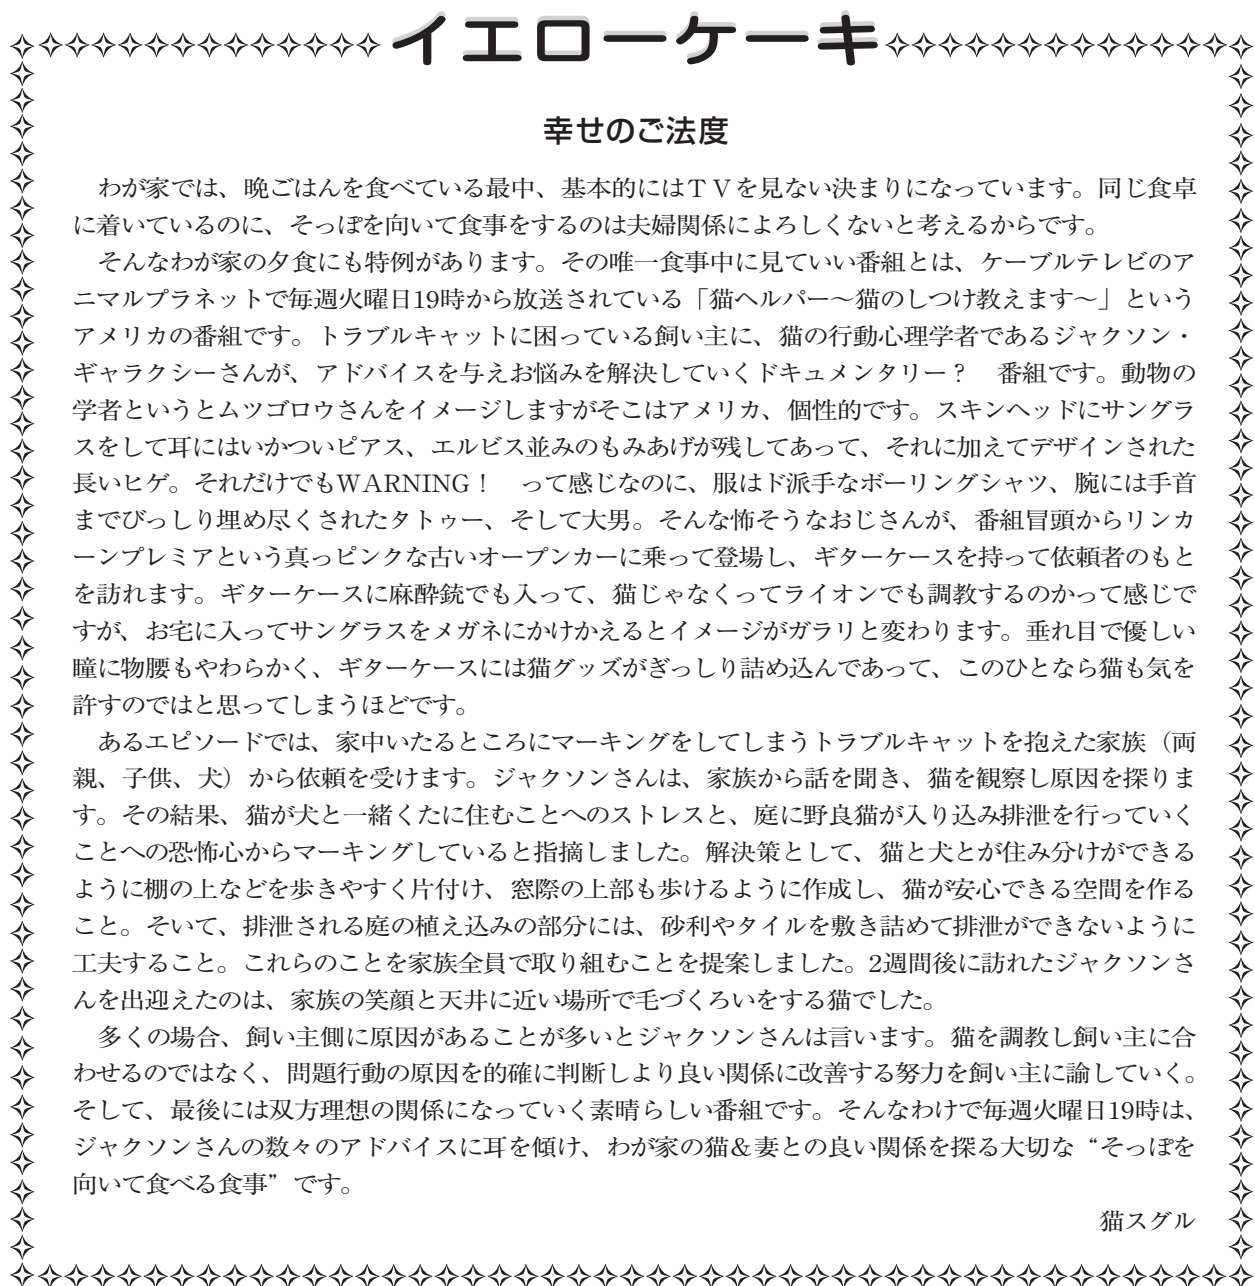 イエローケーキ
幸せのご法度
　わが家では、晩ごはんを食べている最中、基本的にはＴＶを見ない決まりになっています。同じ食卓
に着いているのに、そっぽを向いて食事をするのは夫婦関係によろしくないと考えるからです。
　そんなわが家の夕食にも特例があります。その唯一食事中に見ていい番組とは、ケーブルテレビのア
ニマルプラネットで毎週火曜日19時から放送されている「猫ヘルパー～猫のしつけ教えます～」という
アメリカの番組です。トラブルキャットに困っている飼い主に、猫の行動心理学者であるジャクソン・
ギャラクシーさんが、アドバイスを与えお悩みを解決していくドキュメンタリー？　番組です。動物の
学者というとムツゴロウさんをイメージしますがそこはアメリカ、個性的です。スキンヘッドにサングラ
スをして耳にはいかついピアス、エルビス並みのもみあげが残してあって、それに加えてデザインされた
長いヒゲ。それだけでもWARNING！　って感じなのに、服はド派手なボーリングシャツ、腕には手首
までびっしり埋め尽くされたタトゥー、そして大男。そんな怖そうなおじさんが、番組冒頭からリンカ
ーンプレミアという真っピンクな古いオープンカーに乗って登場し、ギターケースを持って依頼者のもと
を訪れます。ギターケースに麻酔銃でも入って、猫じゃなくってライオンでも調教するのかって感じで
すが、お宅に入ってサングラスをメガネにかけかえるとイメージがガラリと変わります。垂れ目で優しい
瞳に物腰もやわらかく、ギターケースには猫グッズがぎっしり詰め込んであって、このひとなら猫も気を
許すのではと思ってしまうほどです。
　あるエピソードでは、家中いたるところにマーキングをしてしまうトラブルキャットを抱えた家族（両
親、子供、犬）から依頼を受けます。ジャクソンさんは、家族から話を聞き、猫を観察し原因を探りま
す。その結果、猫が犬と一緒くたに住むことへのストレスと、庭に野良猫が入り込み排泄を行っていく
ことへの恐怖心からマーキングしていると指摘しました。解決策として、猫と犬とが住み分けができる
ように棚の上などを歩きやすく片付け、窓際の上部も歩けるように作成し、猫が安心できる空間を作る
こと。そいて、排泄される庭の植え込みの部分には、砂利やタイルを敷き詰めて排泄ができないように
工夫すること。これらのことを家族全員で取り組むことを提案しました。2週間後に訪れたジャクソンさ
んを出迎えたのは、家族の笑顔と天井に近い場所で毛づくろいをする猫でした。
　多くの場合、飼い主側に原因があることが多いとジャクソンさんは言います。猫を調教し飼い主に合
わせるのではなく、問題行動の原因を的確に判断しより良い関係に改善する努力を飼い主に諭していく。
そして、最後には双方理想の関係になっていく素晴らしい番組です。そんなわけで毎週火曜日19時は、
ジャクソンさんの数々のアドバイスに耳を傾け、わが家の猫＆妻との良い関係を探る大切な“そっぽを
向いて食べる食事”です。
猫スグル